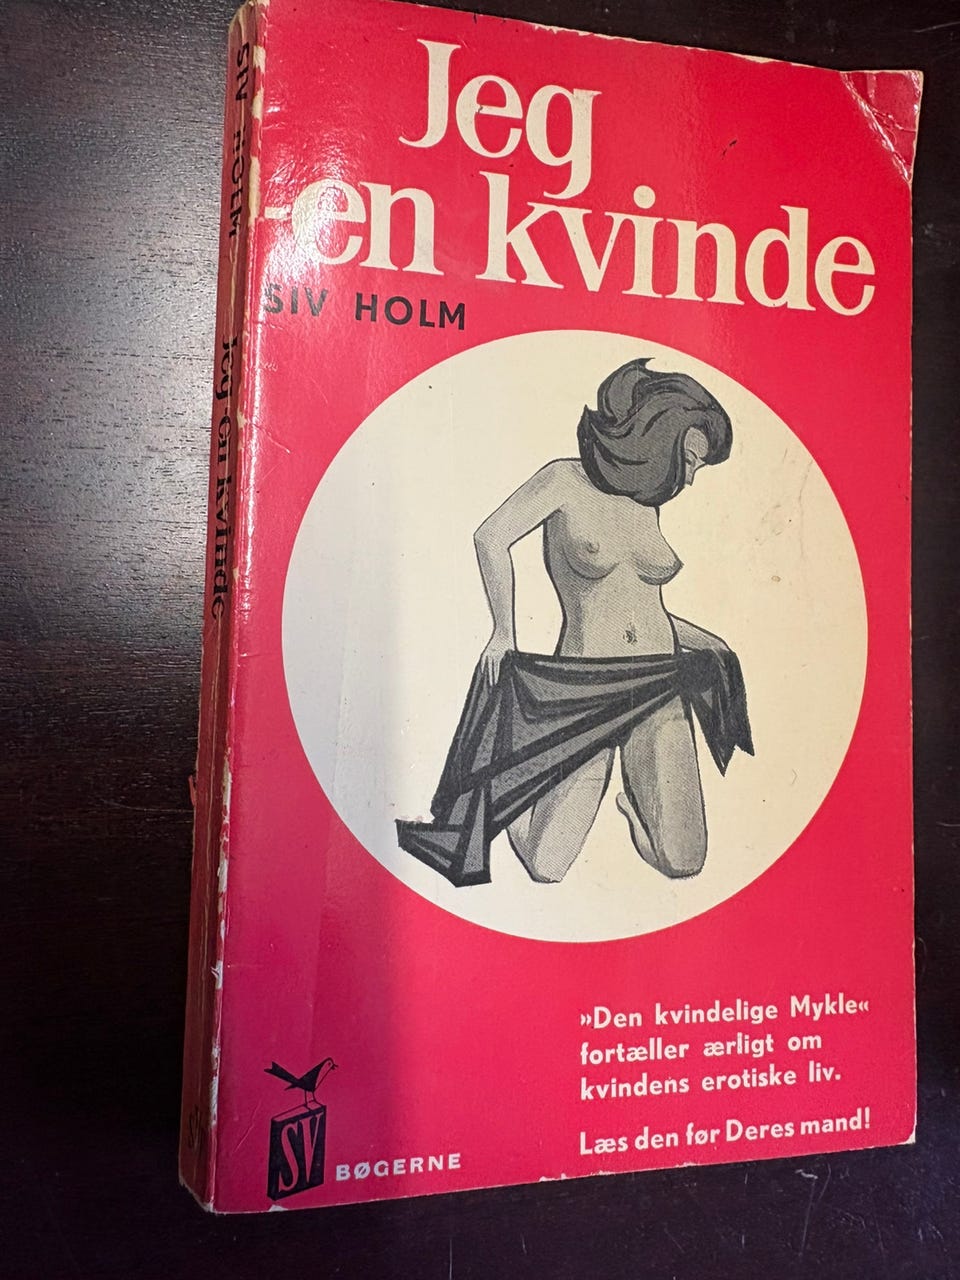 Jeg
-en kvinde
SIV HOLM
»Den kvindelige Mykle«
fortæller ærligt om
kvindens erotiske liv.
Læs den før Deres mand!
SV
BØGERNE
SIV HOLM Jeg-en kvinde SV